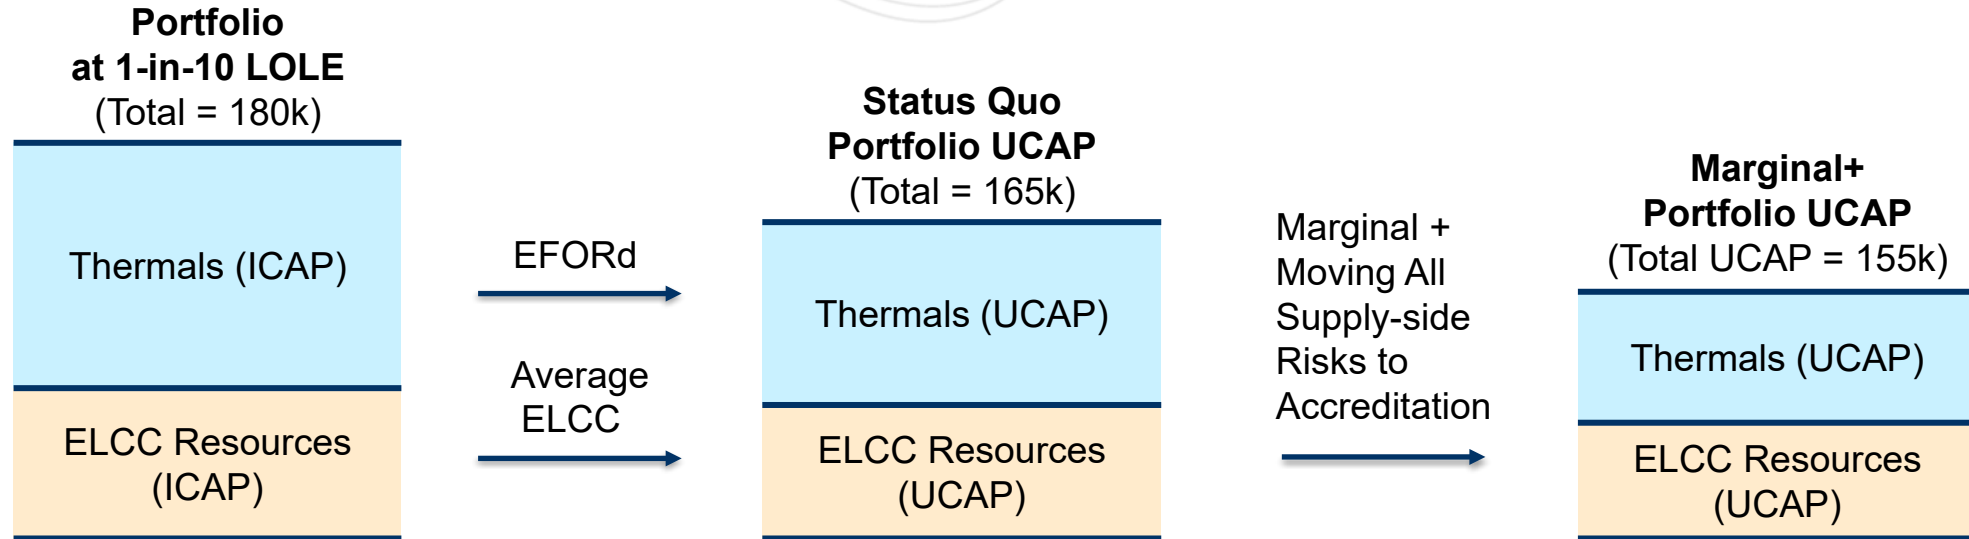 Portfolio
at 1-in-10 LOLE
(Total = 180k)
Thermals (ICAP)
ELCC Resources
(ICAP)
EFORd
Average
ELCC
Status Quo
Portfolio UCAP
(Total = 165k)
Thermals (UCAP)
ELCC Resources
(UCAP)
Marginal +
Moving All
Supply-side
Risks to
Accreditation
Marginal+
Portfolio UCAP
(Total UCAP = 155k)
Thermals (UCAP)
ELCC Resources
(UCAP)